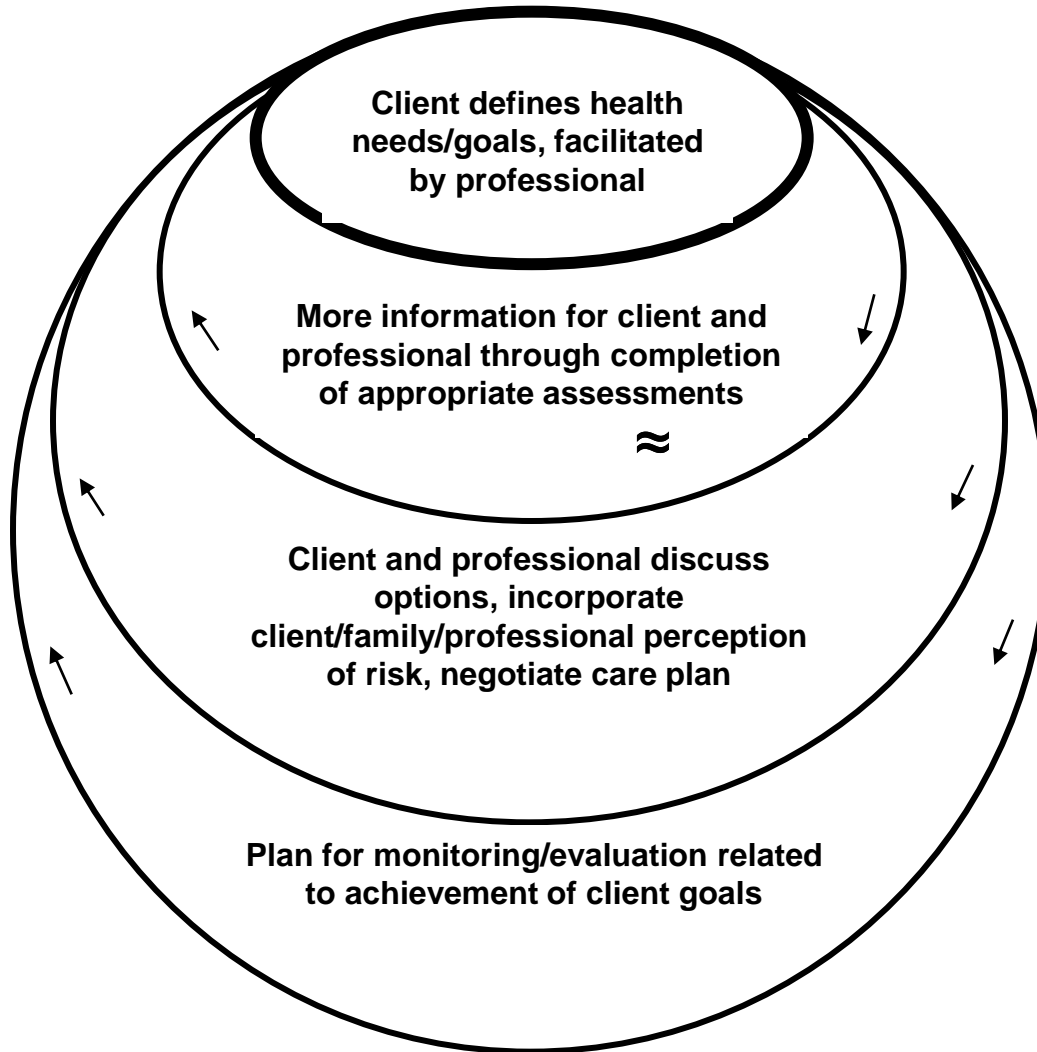 Client defines health
needs/goals, facilitated
by professional
More information for client and
professional through completion
of appropriate assessments
≈
Client and professional discuss
options, incorporate
client/family/professional perception
of risk, negotiate care plan
Plan for monitoring/evaluation related
to achievement of client goals